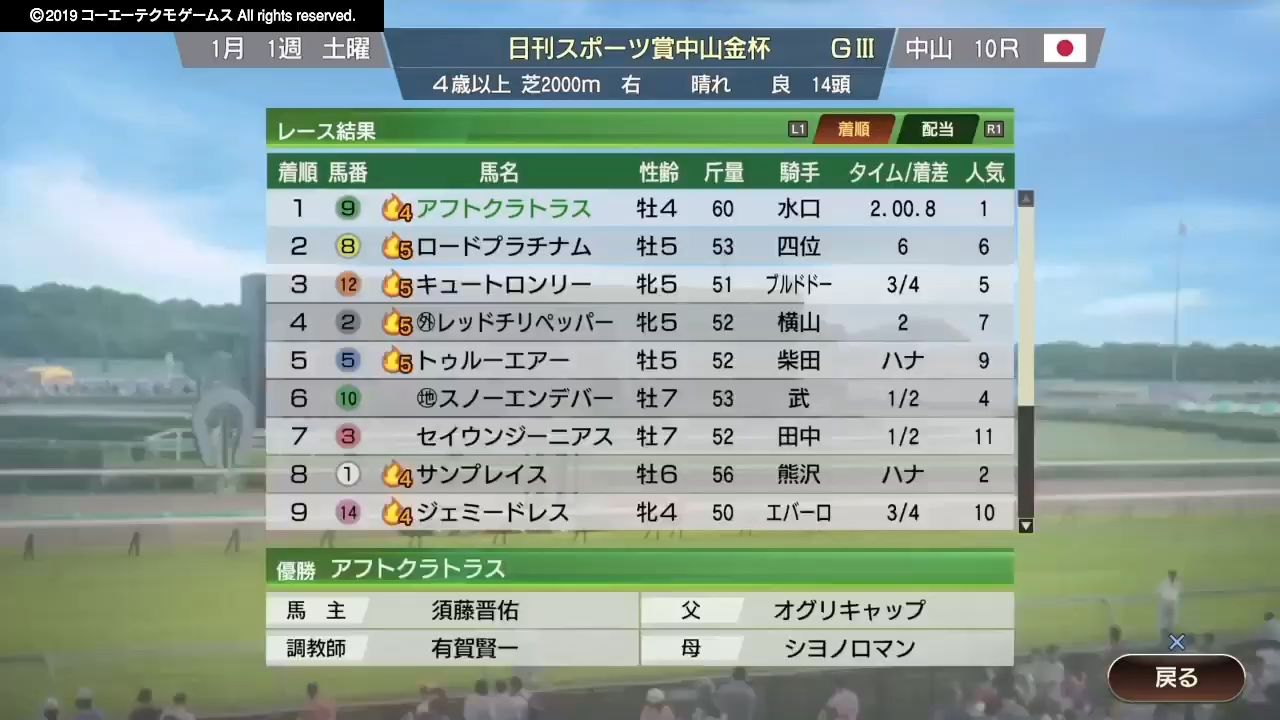 ©2019 コーエーテクモゲームス All rights reserved.
1月 1週 土曜 日刊スポーツ賞中山金杯 GⅢ 中山 10R
4歳以上 芝2000m 右 晴れ 良 14頭
レース結果 L1 着順 配当 R1
着順 馬番 馬名 性齢 斤量 騎手 タイム/着差 人気
1 9 4 アフトクラトラス 牡4 60 水口 2.00.8 1
2 8 5 ロードプラチナム 牡5 53 四位 6 6
3 12 5 キュートロンリー 牝5 51 ブルドドー 3/4 5
4 2 5 ㊕レッドチリペッパー 牝5 52 横山 2 7
5 5 5 トゥルーエアー 牡5 52 柴田 ハナ 9
6 10 地スノーエンデバー 牡7 53 武 1/2 4
7 3 セイウンジーニアス 牡7 52 田中 1/2 11
8 1 4 サンプレイス 牡6 56 熊沢 ハナ 2
9 14 4 ジェミードレス 牝4 50 エバーロ 3/4 10
優勝 アフトクラトラス
馬主 須藤晋佑 父 オグリキャップ
調教師 有賀賢一 母 シヨノロマン
戻る